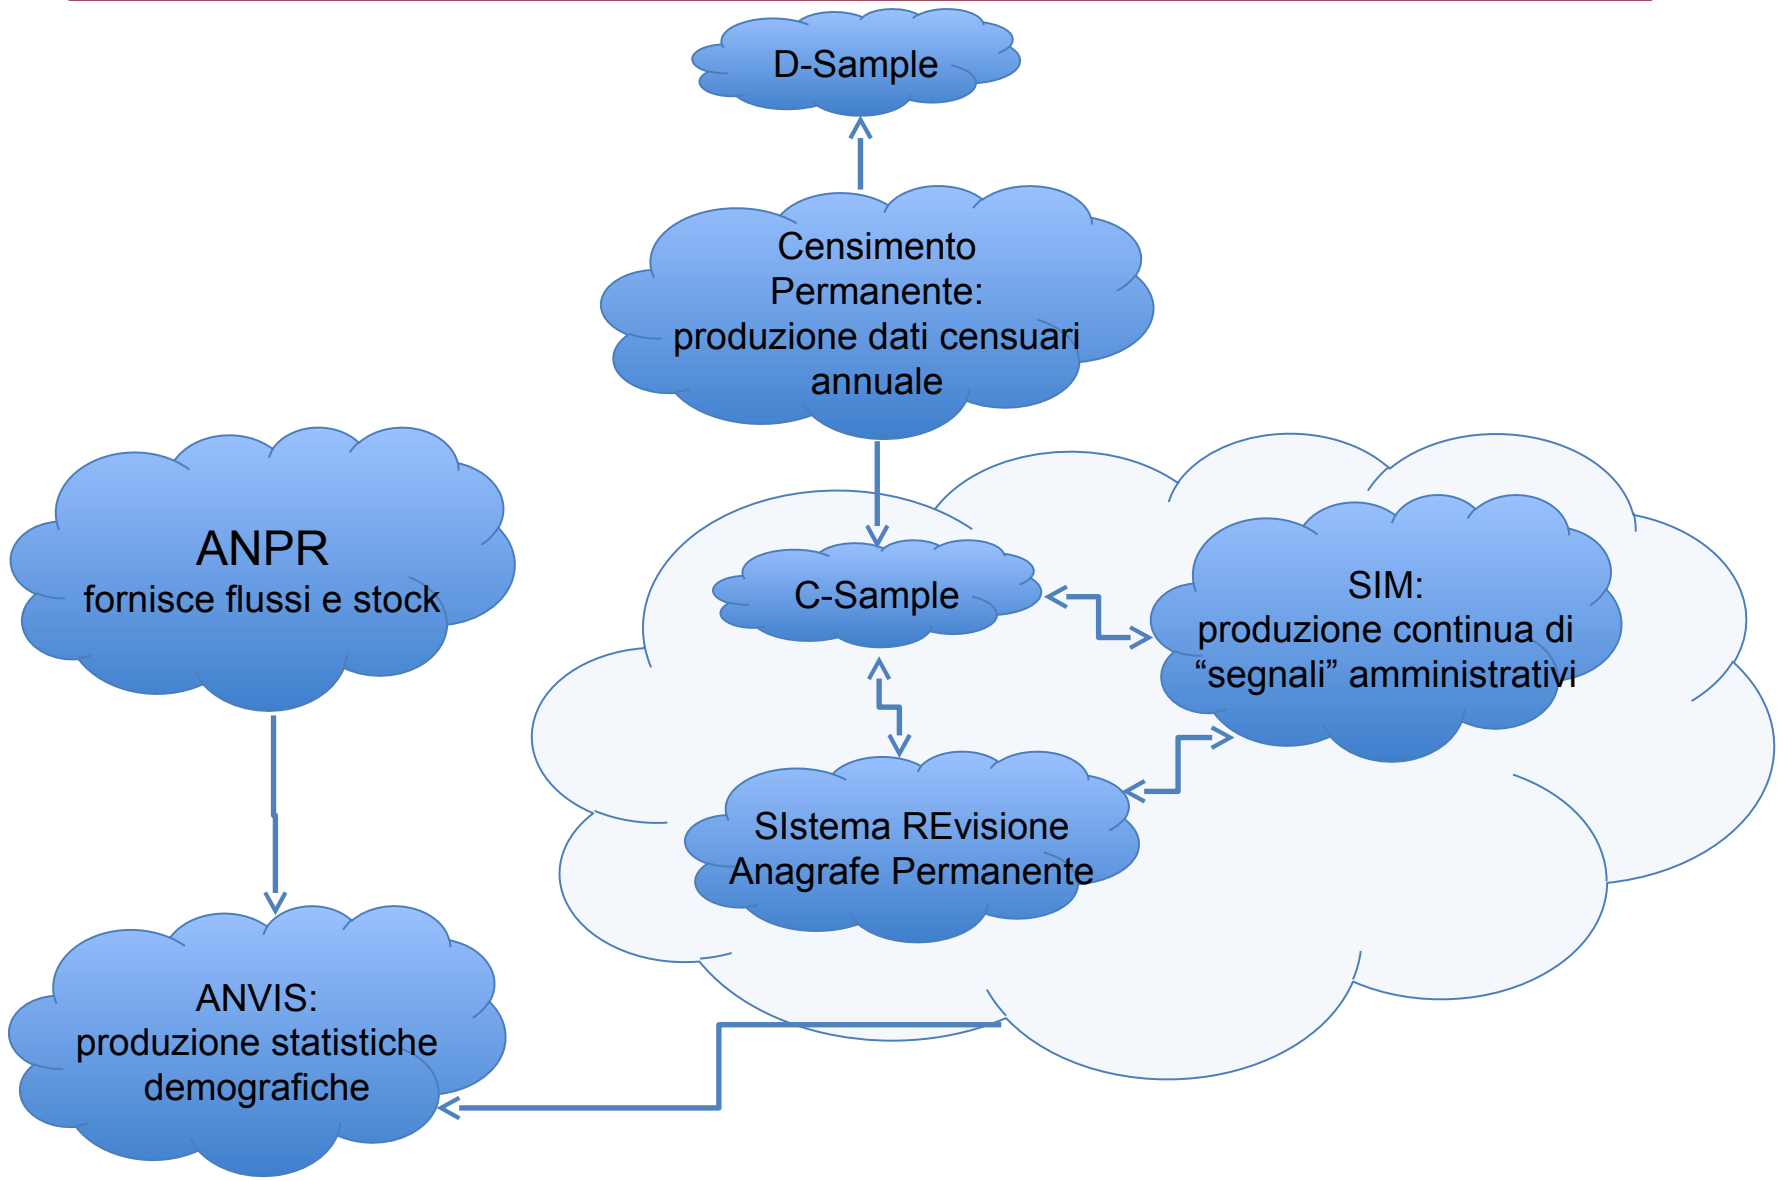 D-Sample
Censimento
Permanente:
produzione dati censuari
annuale
ANPR
fornisce flussi e stock
C-Sample
SIM:
produzione continua di
“segnali” amministrativi
SIstema REvisione
Anagrafe Permanente
ANVIS:
produzione statistiche
demografiche